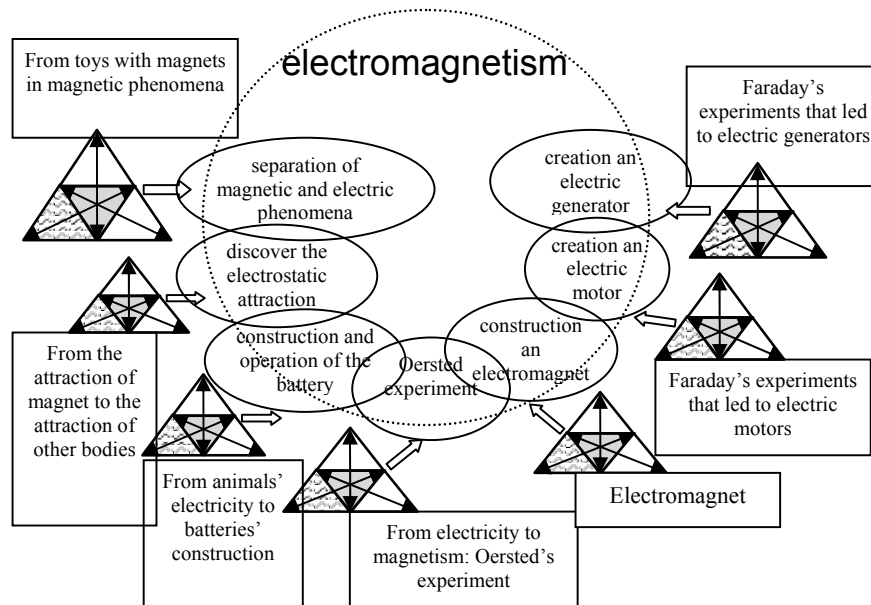 electromagnetism
From toys with magnets
in magnetic phenomena
separation of
magnetic and electric
phenomena
discover the
electrostatic
attraction
From the
attraction of
magnet to the
attraction of
other bodies
construction and
operation of the
battery
From animals'
electricity to
batteries'
construction
Oersted
experiment
From electricity to
magnetism: Oersted's
experiment
construction
an
electromagnet
Electromagnet
creation an
electric
motor
Faraday's experiments
that led to electric
motors
creation an
electric
generator
Faraday's
experiments that led
to electric generators